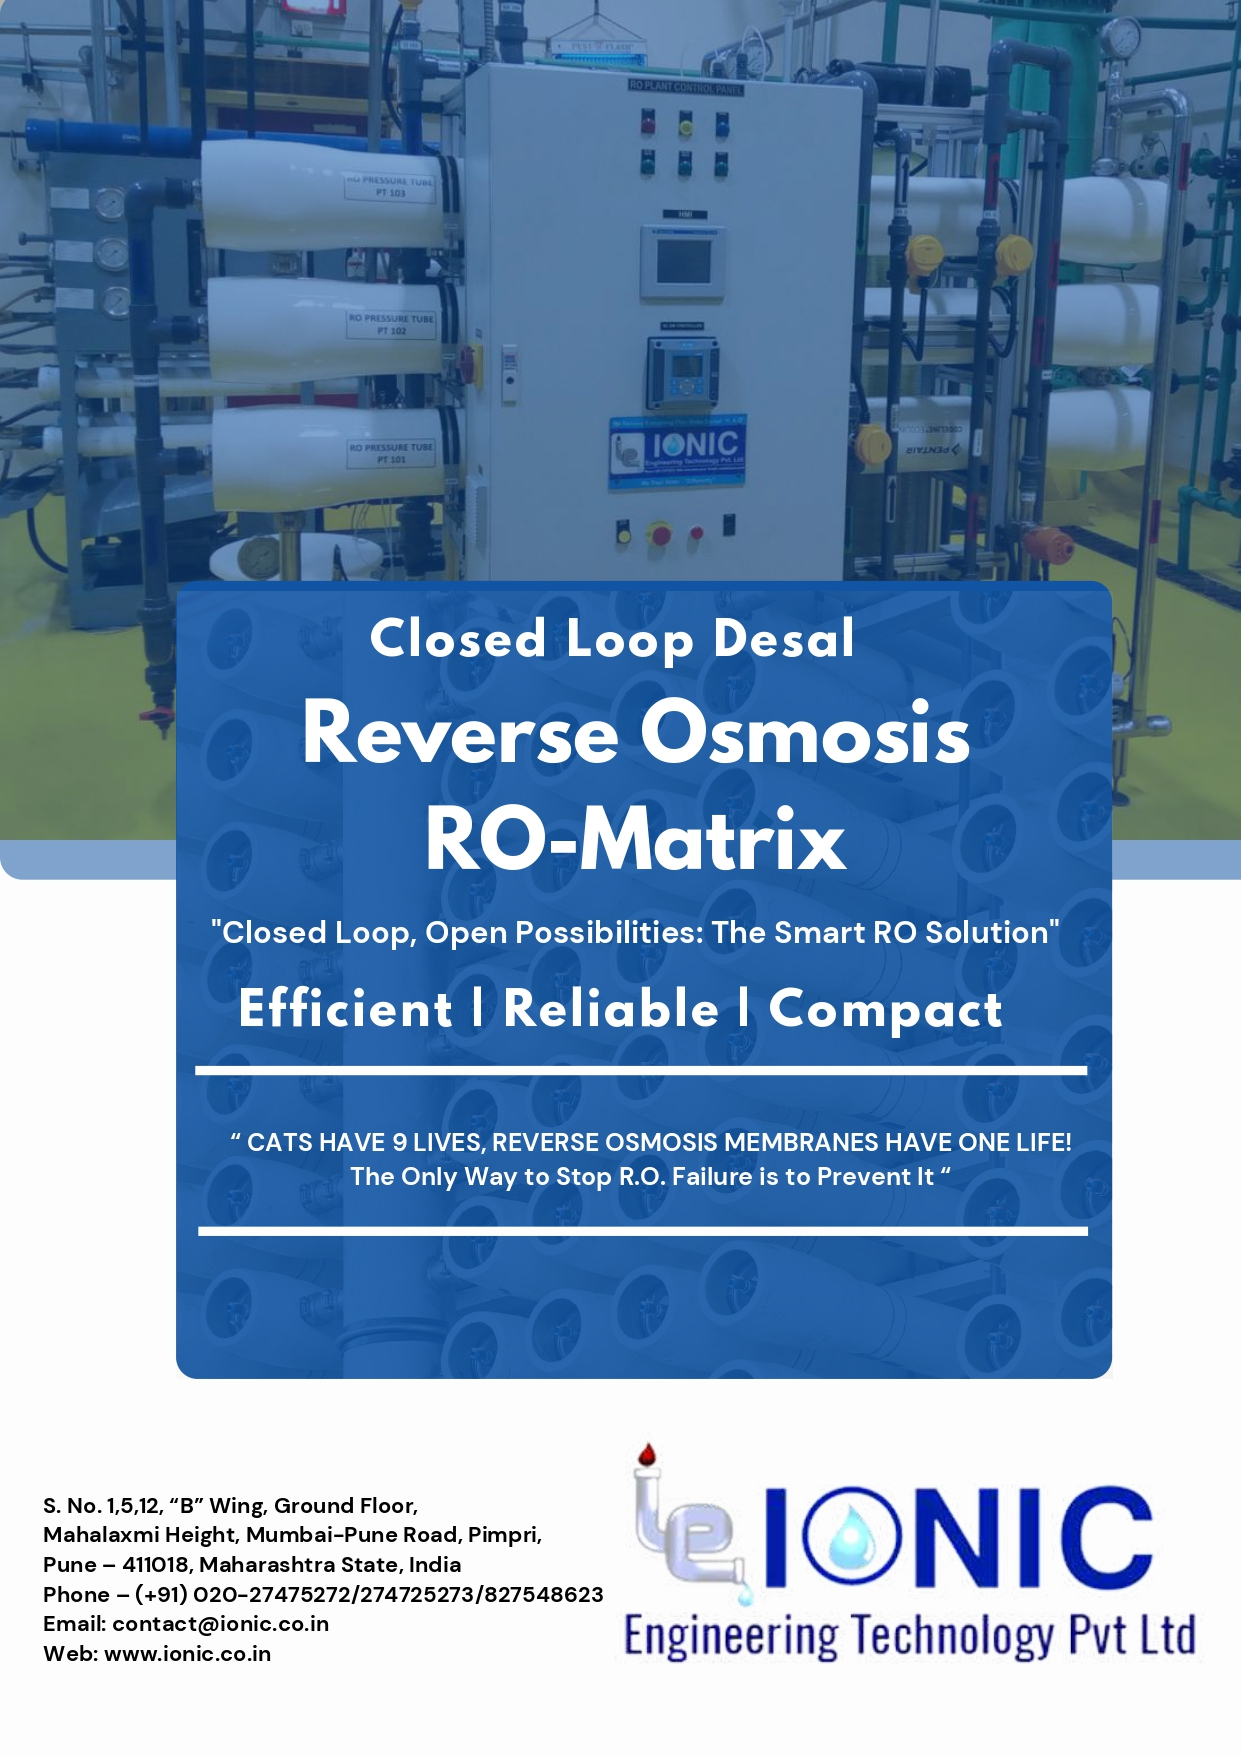 RO PLANT CONTROL PANEL
RO PRESSURE TUBE
PT 103
HMI
RO PRESSURE TUBE
PT 102
RO PRESSURE TUBE
PT 101
IONIC
Engineering Technology Pvt. Ltd.
PENTAIR
Closed Loop Desal
Reverse Osmosis
RO-Matrix
"Closed Loop, Open Possibilities: The Smart RO Solution"
Efficient | Reliable | Compact
“ CATS HAVE 9 LIVES, REVERSE OSMOSIS MEMBRANES HAVE ONE LIFE!
The Only Way to Stop R.O. Failure is to Prevent It “
S. No. 1,5,12, “B” Wing, Ground Floor,
Mahalaxmi Height, Mumbai-Pune Road, Pimpri,
Pune – 411018, Maharashtra State, India
Phone – (+91) 020-27475272/274725273/827548623
Email: contact@ionic.co.in
Web: www.ionic.co.in
IONIC
Engineering Technology Pvt Ltd